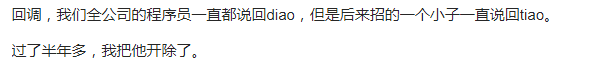 回调，我们全公司的程序员一直都说回diao，但是后来招的一个小子一直说回tiao。
过了半年多，我把他开除了。